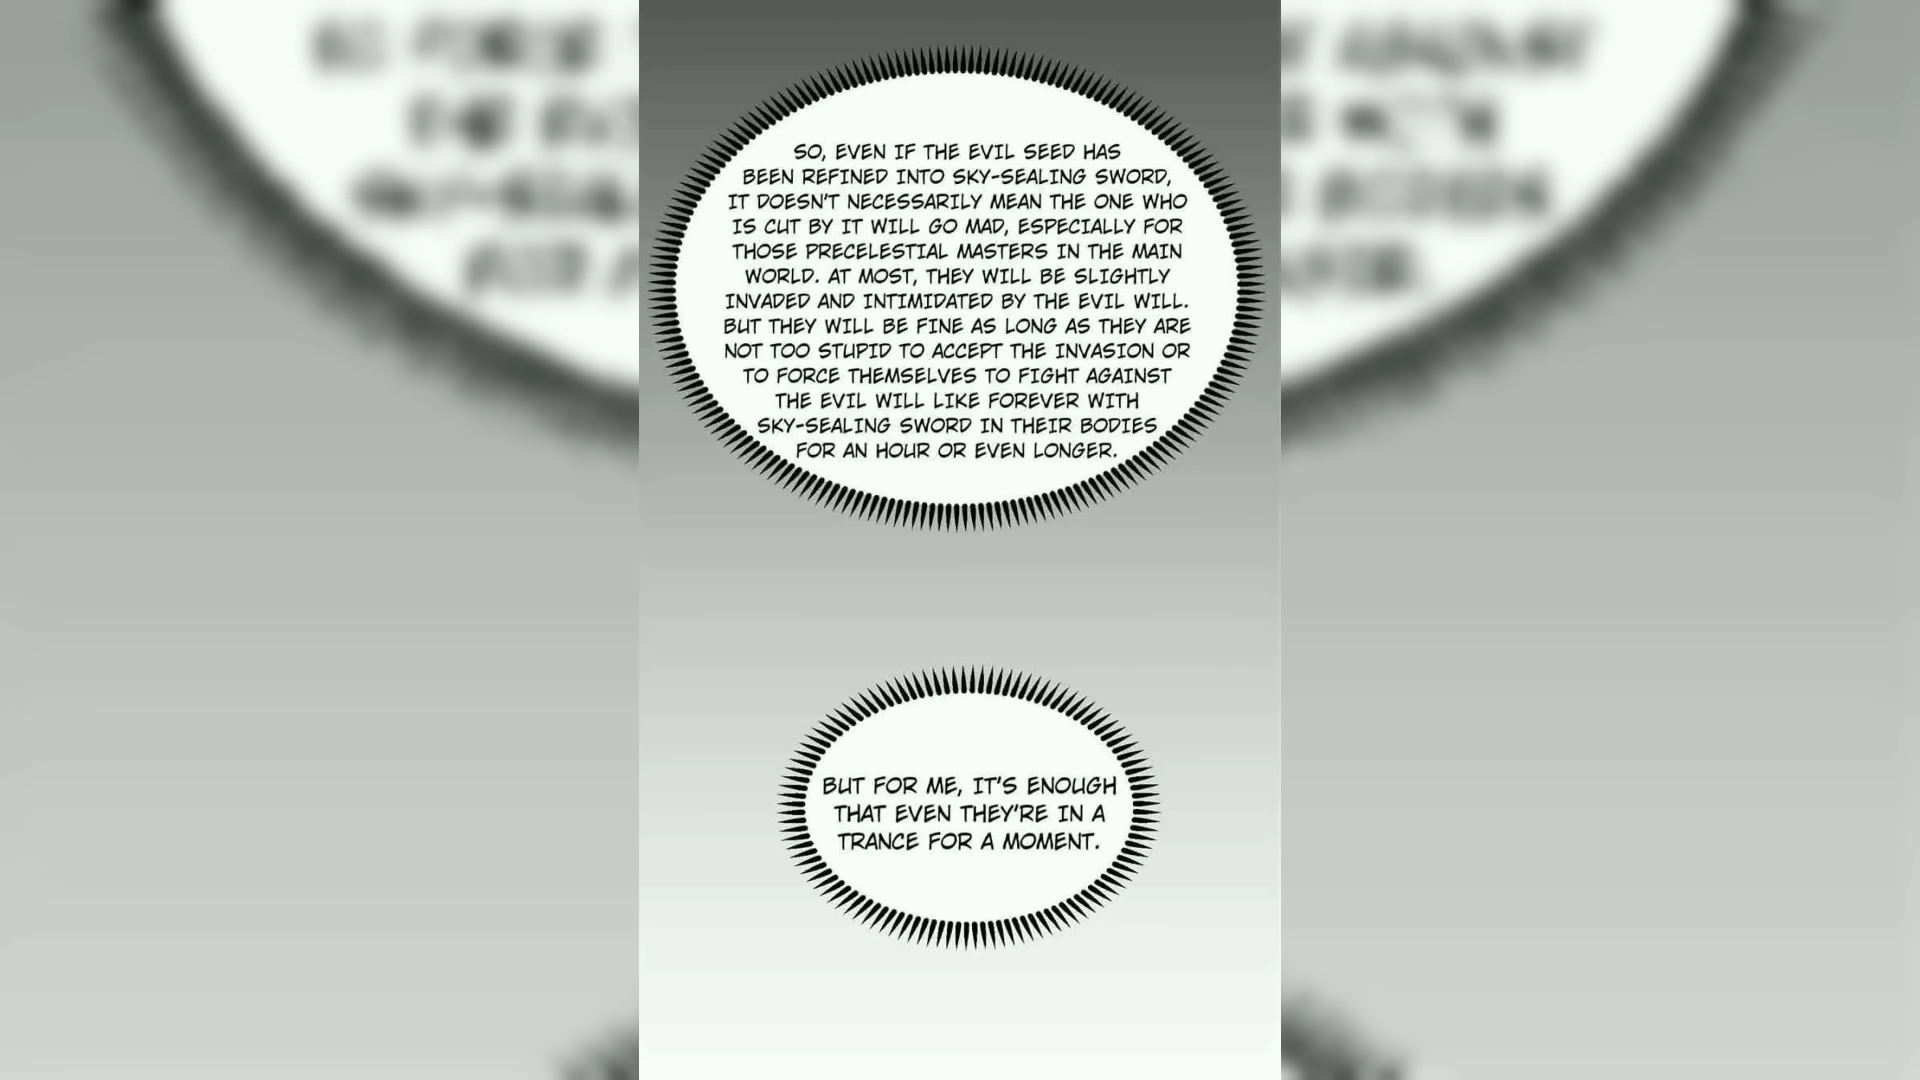 SO, EVEN IF THE EVIL SEED HAS
BEEN REFINED INTO SKY-SEALING SWORD,
IT DOESN'T NECESSARILY MEAN THE ONE WHO
IS CUT BY IT WILL GO MAD, ESPECIALLY FOR
THOSE PRECELESTIAL MASTERS IN THE MAIN
WORLD. AT MOST, THEY WILL BE SLIGHTLY
INVADED AND INTIMIDATED BY THE EVIL WILL.
BUT THEY WILL BE FINE AS LONG AS THEY ARE
NOT TOO STUPID TO ACCEPT THE INVASION OR
TO FORCE THEMSELVES TO FIGHT AGAINST
THE EVIL WILL LIKE FOREVER WITH
SKY-SEALING SWORD IN THEIR BODIES
FOR AN HOUR OR EVEN LONGER.
BUT FOR ME, IT'S ENOUGH
THAT EVEN THEY'RE IN A
TRANCE FOR A MOMENT.